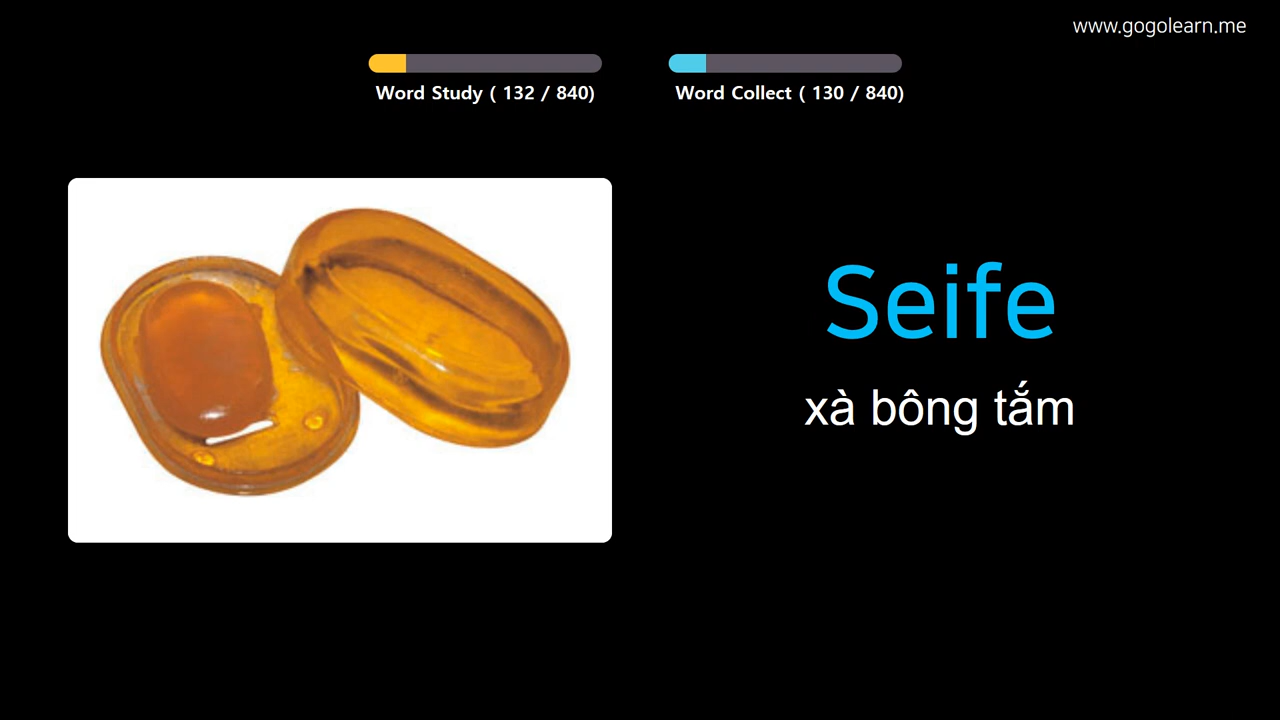 www.gogolearn.me
Word Study ( 132 / 840)
Word Collect ( 130 / 840)
Seife
xà bông tắm